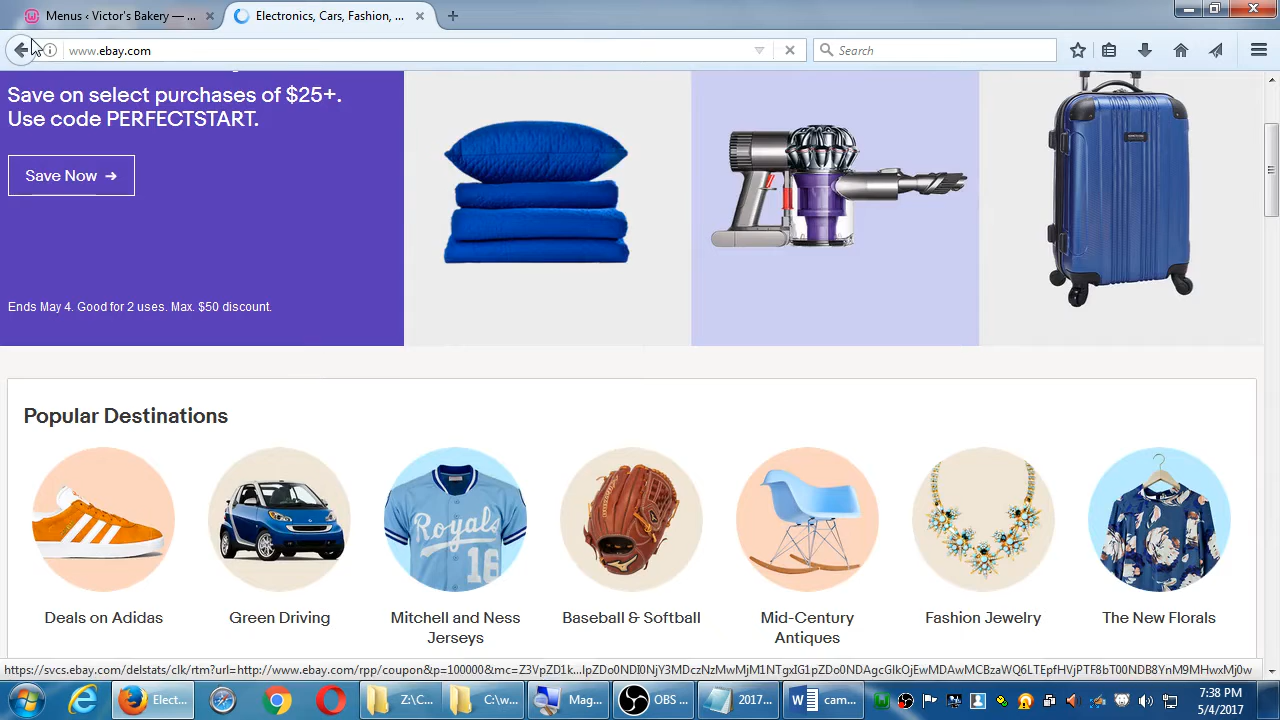 Menus ‹ Victor's Bakery — ...
Electronics, Cars, Fashion, ...
www.ebay.com
Search
Save on select purchases of $25+.
Use code PERFECTSTART.
Save Now →
Ends May 4. Good for 2 uses. Max. $50 discount.
Popular Destinations
Royals
16
Deals on Adidas
Green Driving
Mitchell and Ness
Jerseys
Baseball & Softball
Mid-Century
Antiques
Fashion Jewelry
The New Florals
Elect...
Z:\C...
C:\w...
Mag...
OBS ...
2017...
cam...
7:38 PM
5/4/2017